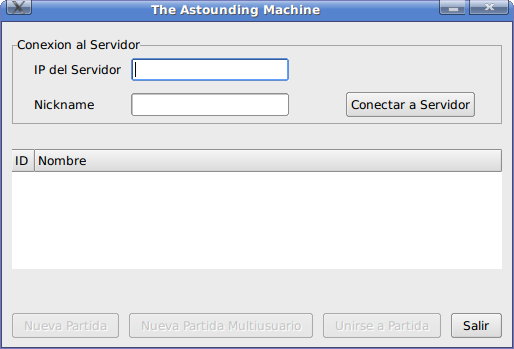 The Astounding Machine
Conexion al Servidor
IP del Servidor
Nickname
Conectar a Servidor
ID Nombre
Nueva Partida Nueva Partida Multiusuario Unirse a Partida Salir